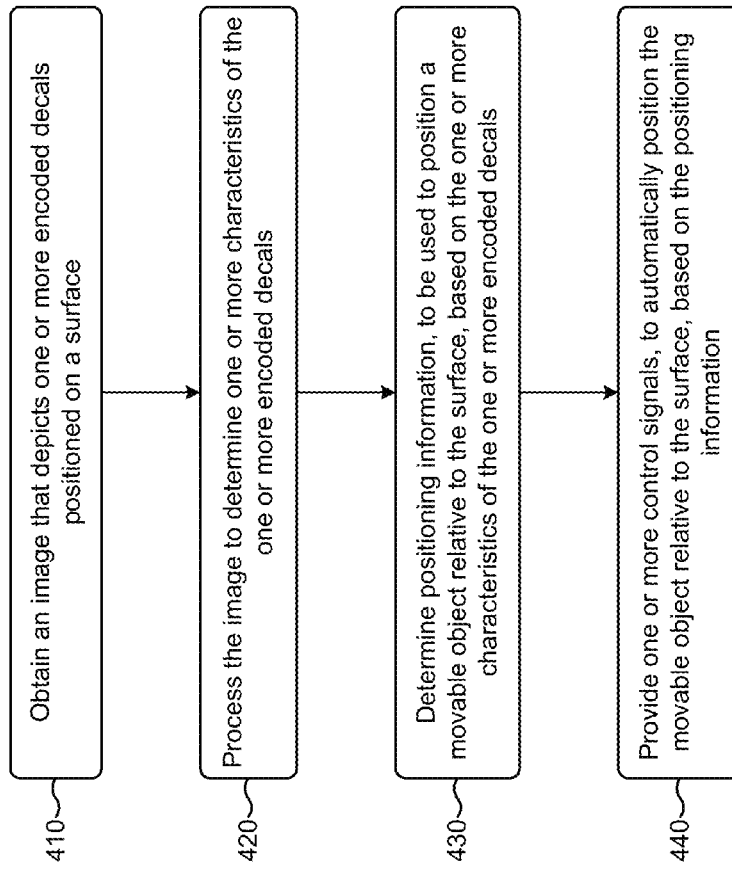 410
Obtain an image that depicts one or more encoded decals
positioned on a surface
420
Process the image to determine one or more characteristics of the
one or more encoded decals
430
Determine positioning information, to be used to position a
movable object relative to the surface, based on the one or more
characteristics of the one or more encoded decals
440
Provide one or more control signals, to automatically position the
movable object relative to the surface, based on the positioning
information